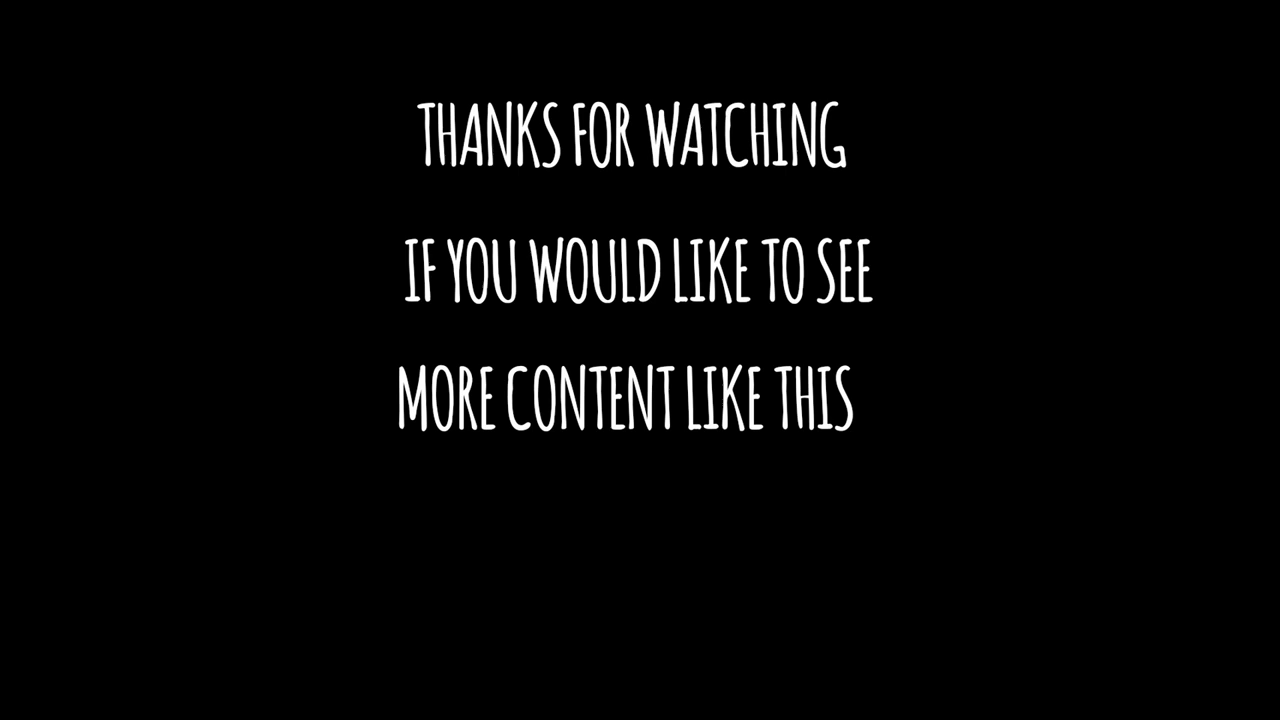 THANKS FOR WATCHING
IF YOU WOULD LIKE TO SEE
MORE CONTENT LIKE THIS